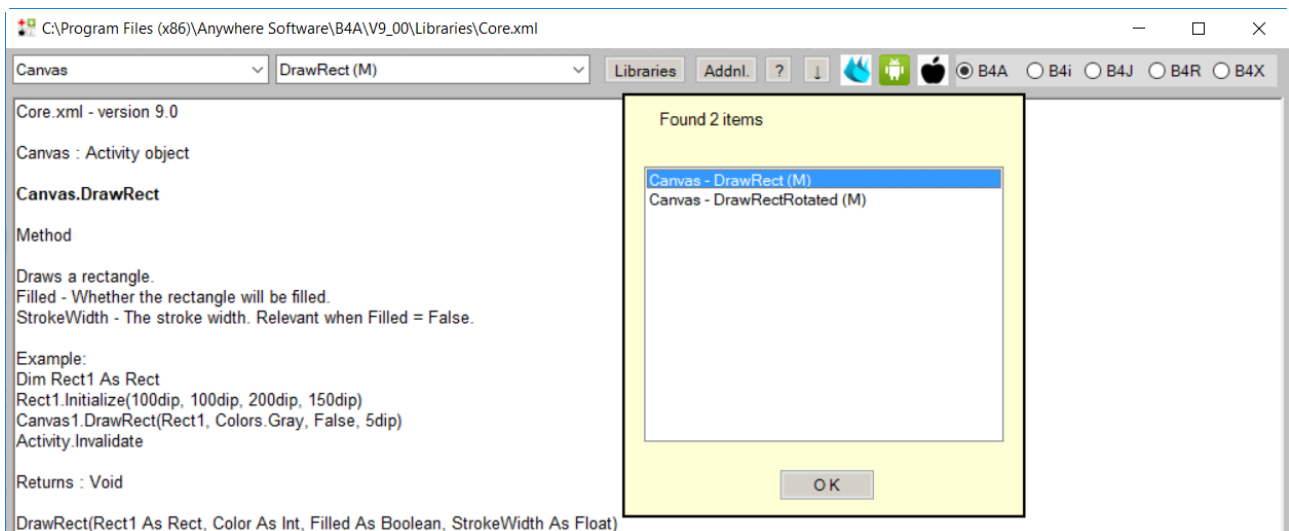 C:\Program Files (x86)\Anywhere Software\B4A\V9_00\Libraries\Core.xml
Canvas DrawRect (M) Libraries Addnl. ? ↓ B4A B4i B4J B4R B4X
Core.xml - version 9.0
Canvas : Activity object
Canvas.DrawRect
Method
Draws a rectangle.
Filled - Whether the rectangle will be filled.
StrokeWidth - The stroke width. Relevant when Filled = False.
Example:
Dim Rect1 As Rect
Rect1.Initialize(100dip, 100dip, 200dip, 150dip)
Canvas1.DrawRect(Rect1, Colors.Gray, False, 5dip)
Activity.Invalidate
Returns : Void
DrawRect(Rect1 As Rect, Color As Int, Filled As Boolean, StrokeWidth As Float)
Found 2 items
Canvas - DrawRect (M)
Canvas - DrawRectRotated (M)
OK